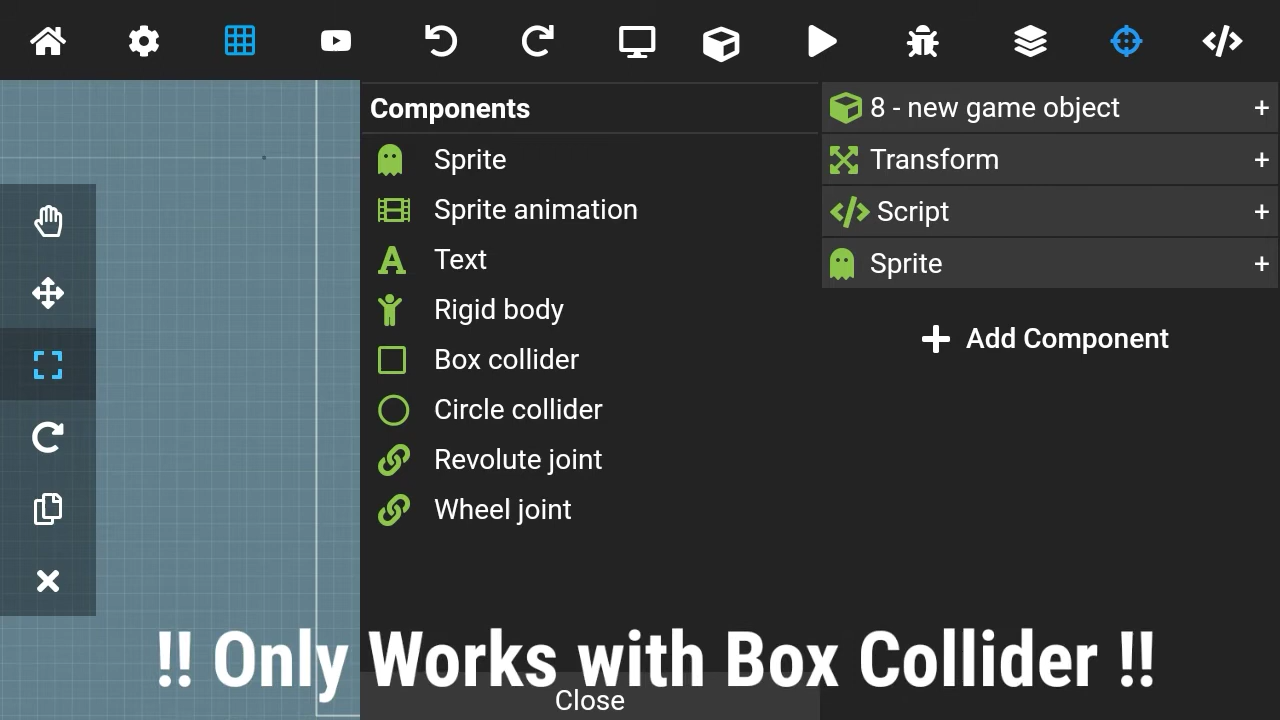 Components
Sprite
Sprite animation
Text
Rigid body
Box collider
Circle collider
Revolute joint
Wheel joint
8 - new game object +
Transform +
Script +
Sprite +
Add Component
!! Only Works with Box Collider !!
Close